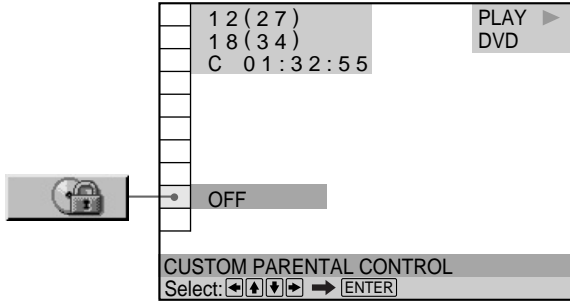 12(27)
18(34)
C 01:32:55
PLAY ▶
DVD
OFF
CUSTOM PARENTAL CONTROL
Select: ←↑↓→ ➡ ENTER